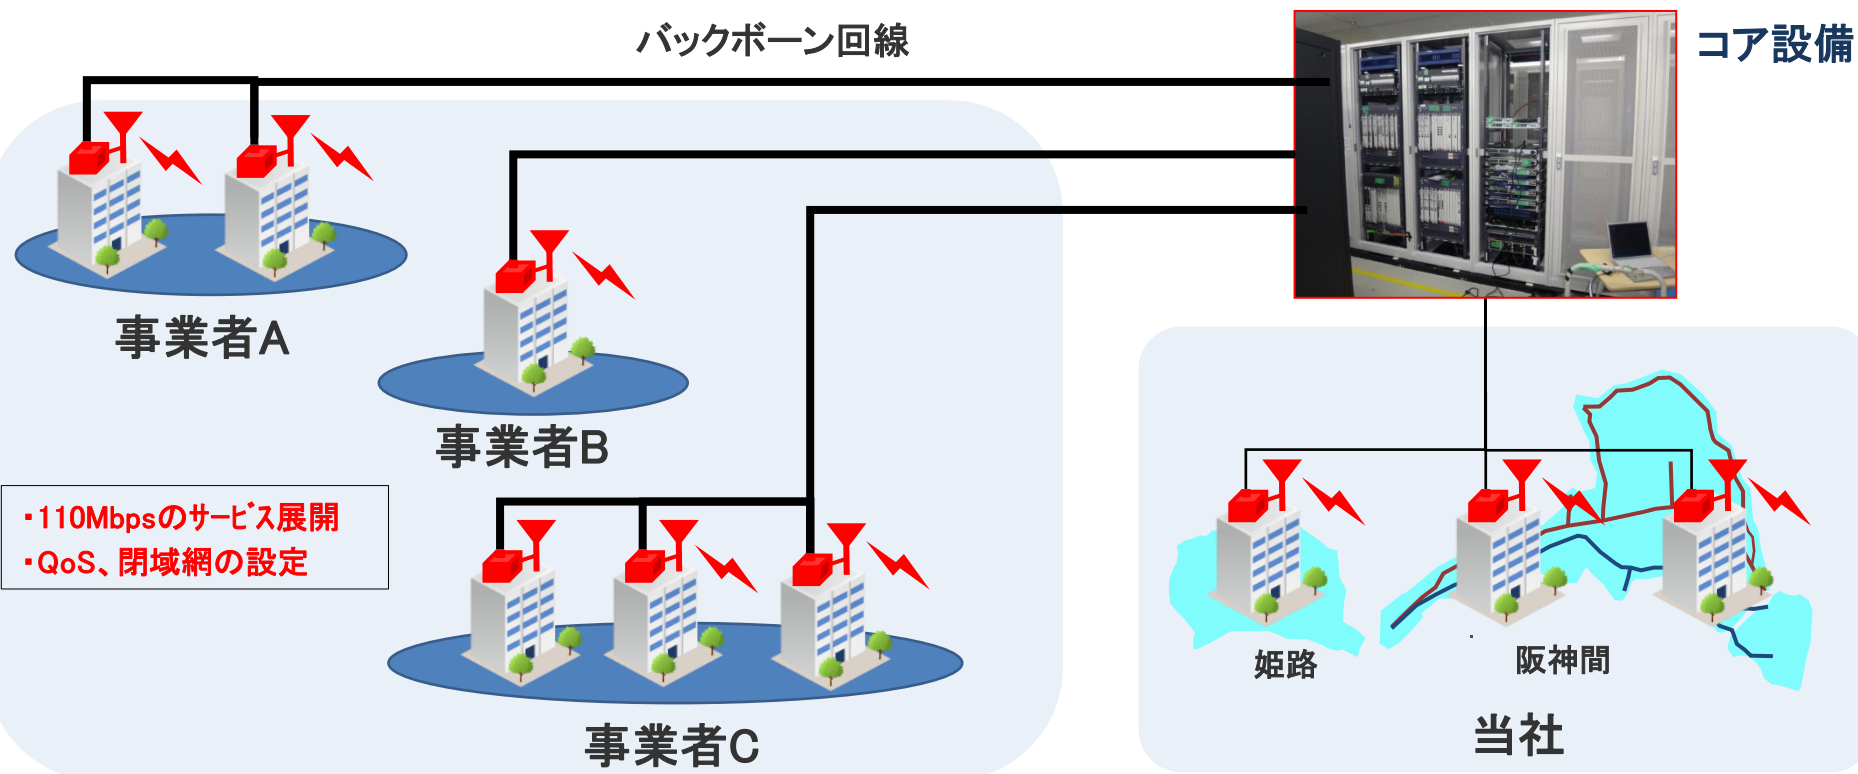 バックボーン回線
コア設備
事業者A
事業者B
・110Mbpsのサービス展開
・QoS、閉域網の設定
事業者C
姫路
阪神間
当社